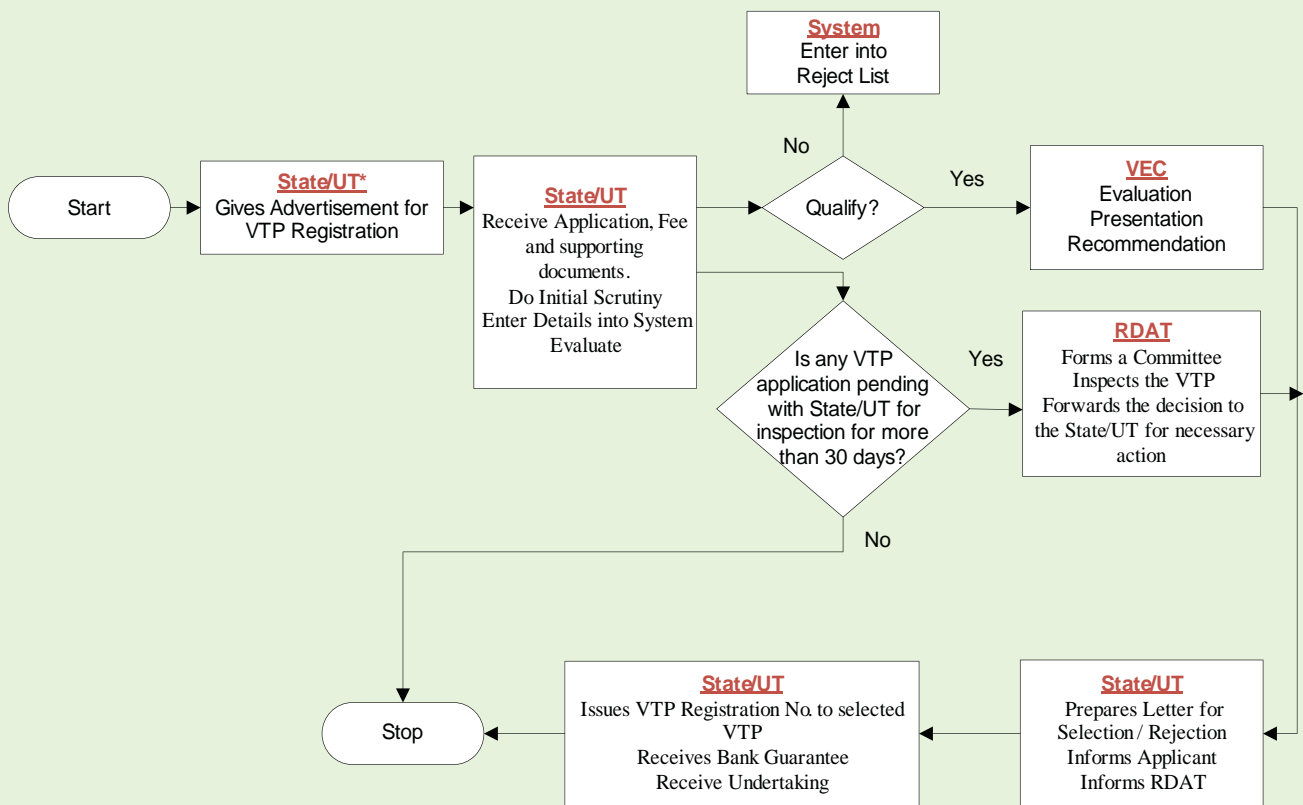 Start
State/UT*
Gives Advertisement for
VTP Registration
State/UT
Receive Application, Fee
and supporting
documents.
Do Initial Scrutiny
Enter Details into System
Evaluate
System
Enter into
Reject List
No
Qualify?
Yes
VEC
Evaluation
Presentation
Recommendation
Is any VTP
application pending
with State/UT for
inspection for more
than 30 days?
Yes
RDAT
Forms a Committee
Inspects the VTP
Forwards the decision to
the State/UT for necessary
action
No
State/UT
Prepares Letter for
Selection / Rejection
Informs Applicant
Informs RDAT
State/UT
Issues VTP Registration No. to selected
VTP
Receives Bank Guarantee
Receive Undertaking
Stop